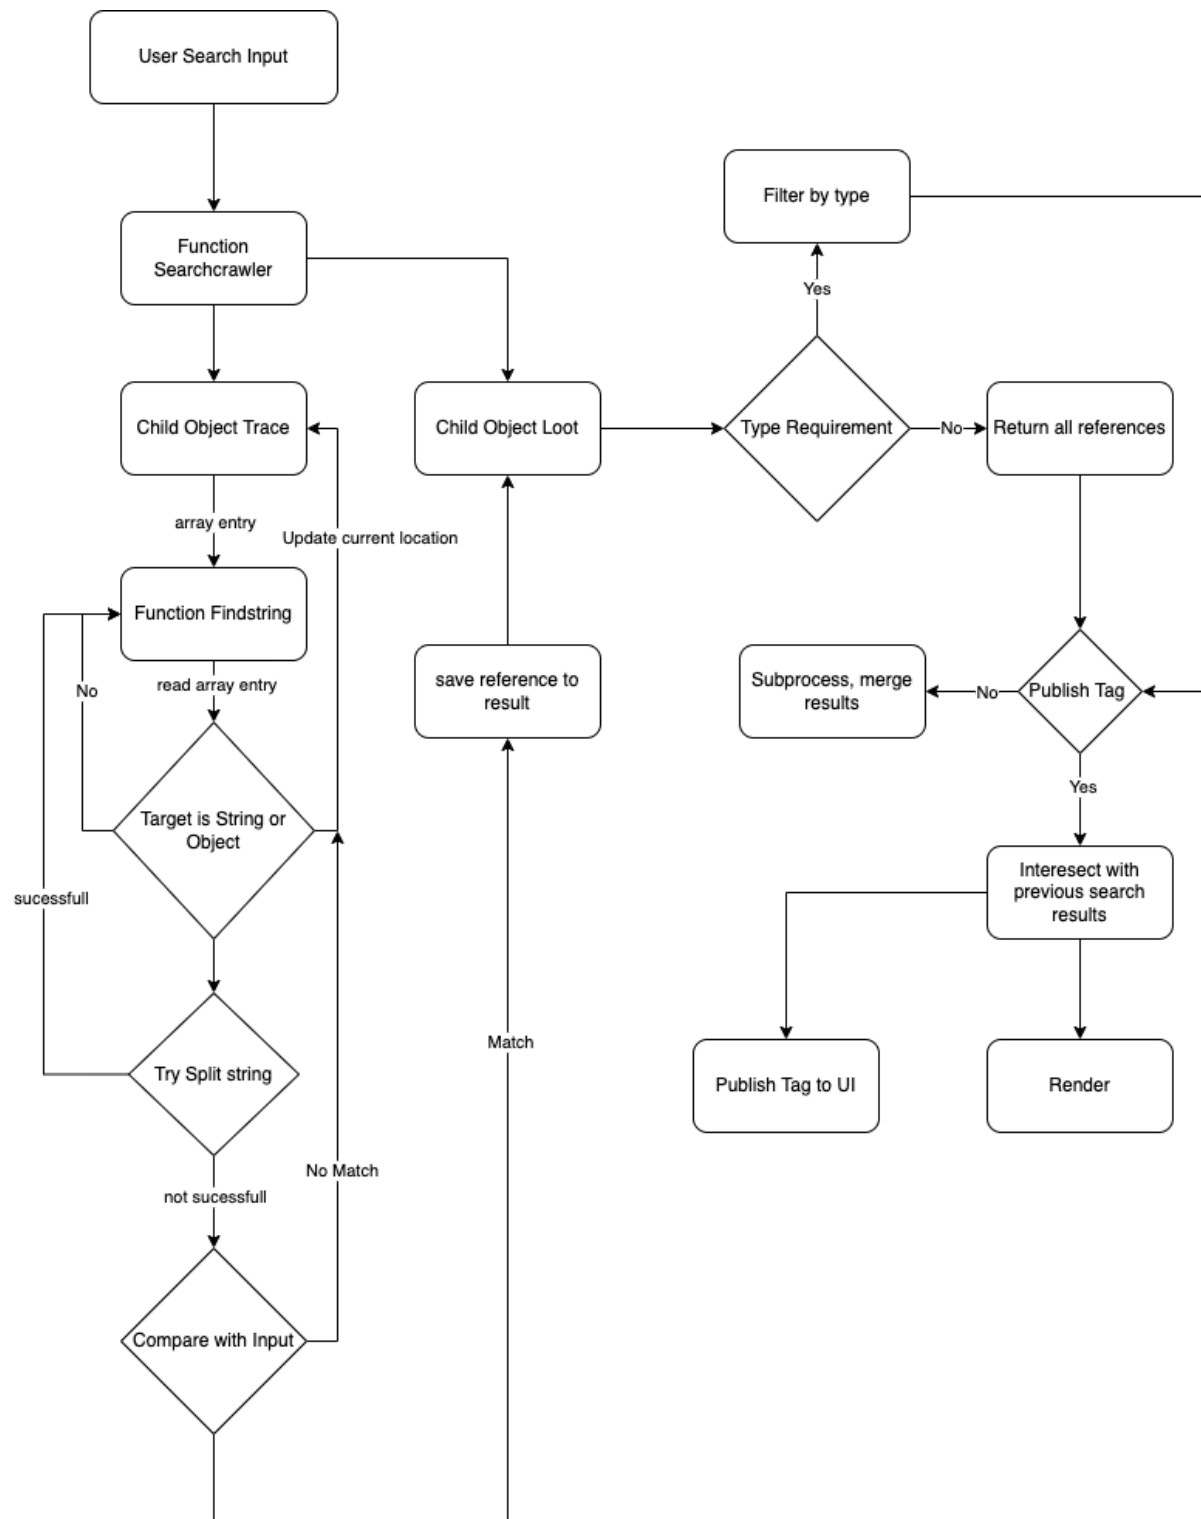 User Search Input
Function
Searchcrawler
Child Object Trace
array entry
Update current location
Function Findstring
No
read array entry
Target is String or
Object
sucessfull
Try Split string
No Match
not sucessfull
Compare with Input
Child Object Loot
save reference to
result
Match
Filter by type
Yes
Type Requirement
No
Return all references
Subprocess, merge
results
No
Publish Tag
Yes
Interesect with
previous search
results
Publish Tag to UI
Render